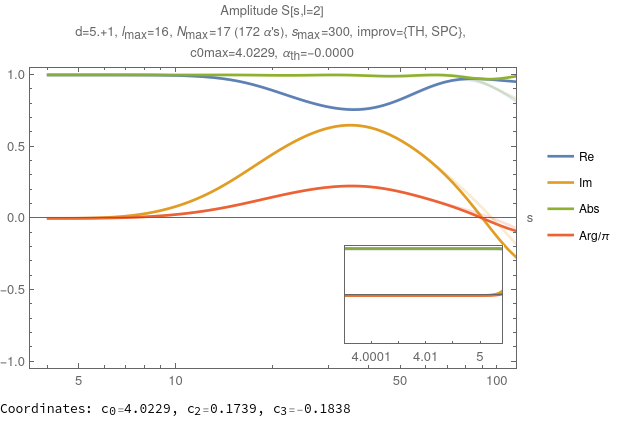 Amplitude S[s,l=2]
d=5.+1, lmax=16, Nmax=17 (172 α's), smax=300, improv={TH, SPC},
c0max=4.0229, αth=-0.0000
1.0
0.5
0.0
-0.5
-1.0
s
Re
Im
Abs
Arg/π
4.0001 4.01 5
5 10 50 100
Coordinates: c0=4.0229, c2=0.1739, c3=-0.1838